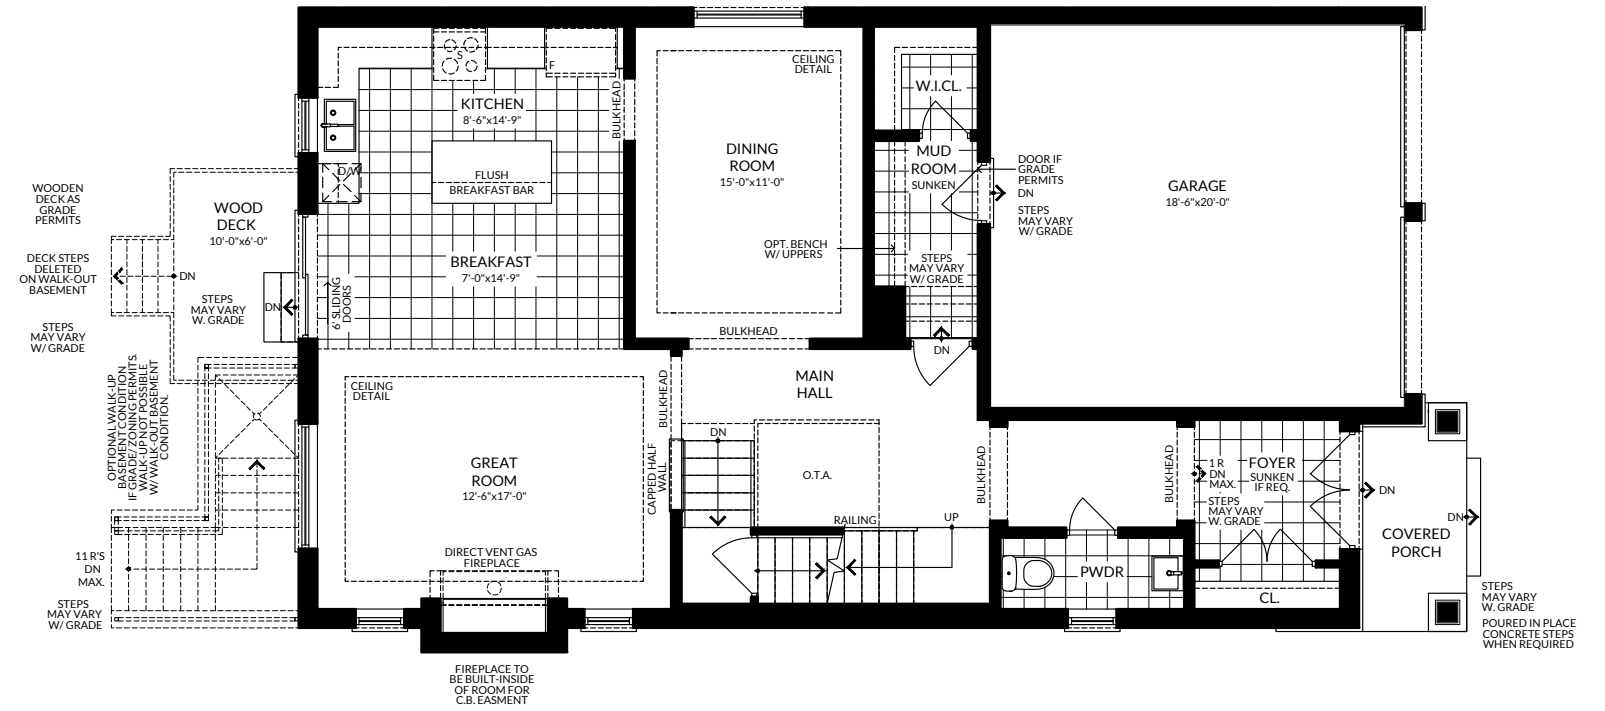 KITCHEN
8'-6"x14'-9"
S
F
D/W
BULKHEAD
FLUSH
BREAKFAST BAR
BREAKFAST
7'-0"x14'-9"
6' SLIDING
DOORS
CEILING
DETAIL
DINING
ROOM
15'-0"x11'-0"
BULKHEAD
W.I.CL.
MUD
ROOM
SUNKEN
OPT. BENCH
W/ UPPERS
STEPS
MAY VARY
W/ GRADE
DN
DOOR IF
GRADE
PERMITS
DN
STEPS
MAY VARY
W/ GRADE
GARAGE
18'-6"x20'-0"
WOODEN
DECK AS
GRADE
PERMITS
WOOD
DECK
10'-0"x6'-0"
DECK STEPS
DELETED
ON WALK-OUT
BASEMENT
DN
STEPS
MAY VARY
W. GRADE
DN
STEPS
MAY VARY
W/ GRADE
OPTIONAL WALK-UP
BASEMENT CONDITION
IF GRADE/ZONING PERMITS.
WALK-UP NOT POSSIBLE
W/ WALK-OUT BASEMENT
CONDITION.
11 R'S
DN
MAX.
STEPS
MAY VARY
W/ GRADE
CEILING
DETAIL
GREAT
ROOM
12'-6"x17'-0"
BULKHEAD
CAPPED HALF
WALL
DIRECT VENT GAS
FIREPLACE
FIREPLACE TO
BE BUILT-INSIDE
OF ROOM FOR
C.B. EASMENT
MAIN
HALL
DN
O.T.A.
RAILING
UP
BULKHEAD
BULKHEAD
PWDR
1 R
DN
MAX.
STEPS
MAY VARY
W. GRADE
FOYER
SUNKEN
IF REQ.
CL.
DN
COVERED
PORCH
DN
STEPS
MAY VARY
W. GRADE
POURED IN PLACE
CONCRETE STEPS
WHEN REQUIRED